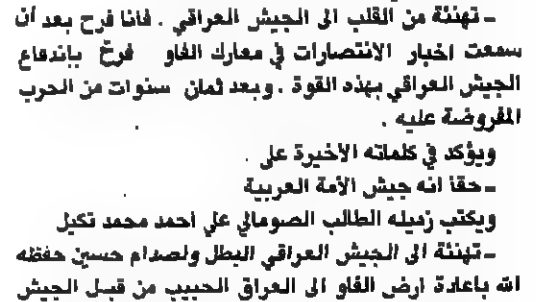 ـ تهنئة من القلب الى الجيش العراقي . فانا فرح بعد أن
سمعت اخبار الانتصارات في معارك الفاو فرحٌ باندفاع
الجيش العراقي بهذه القوة . وبعد ثمان سنوات من الحرب
المفروضة عليه .
ويؤكد في كلماته الأخيرة على .
ـ حقاً انه جيش الأمة العربية
ويكتب زميله الطالب الصومالي علي احمد محمد تكيل
ـ تهنئة الى الجيش العراقي البطل ولصدام حسين حفظه
الله باعادة ارض الفاو الى العراق الحبيب من قبل الجيش